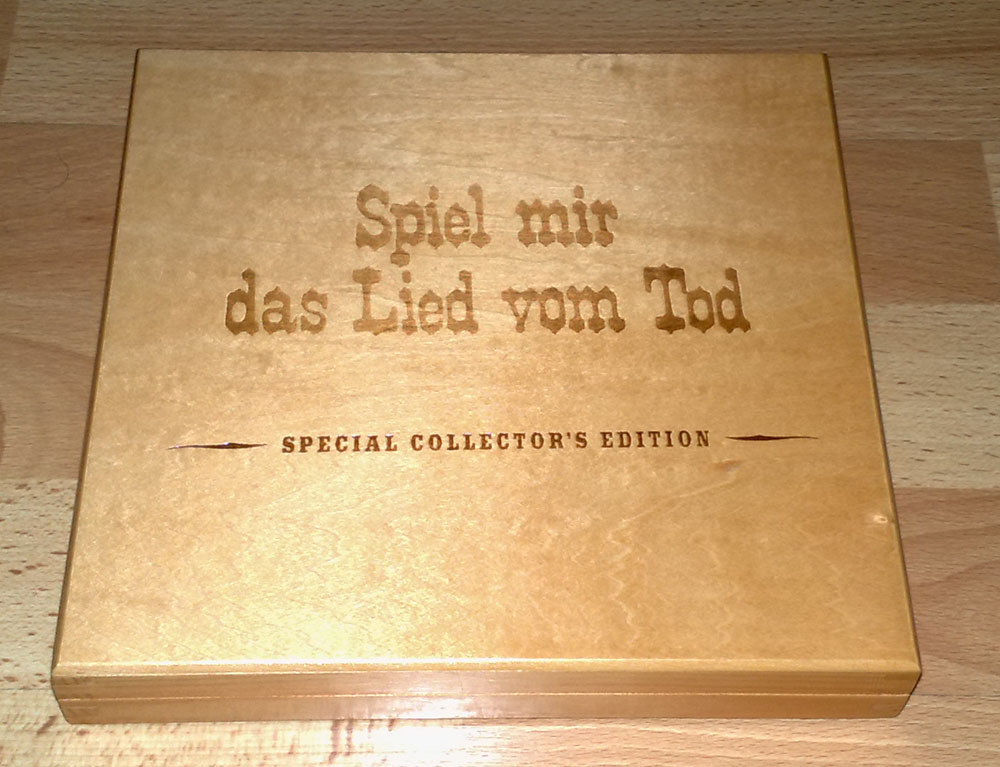 Spiel mir
das Lied vom Tod
SPECIAL COLLECTOR'S EDITION